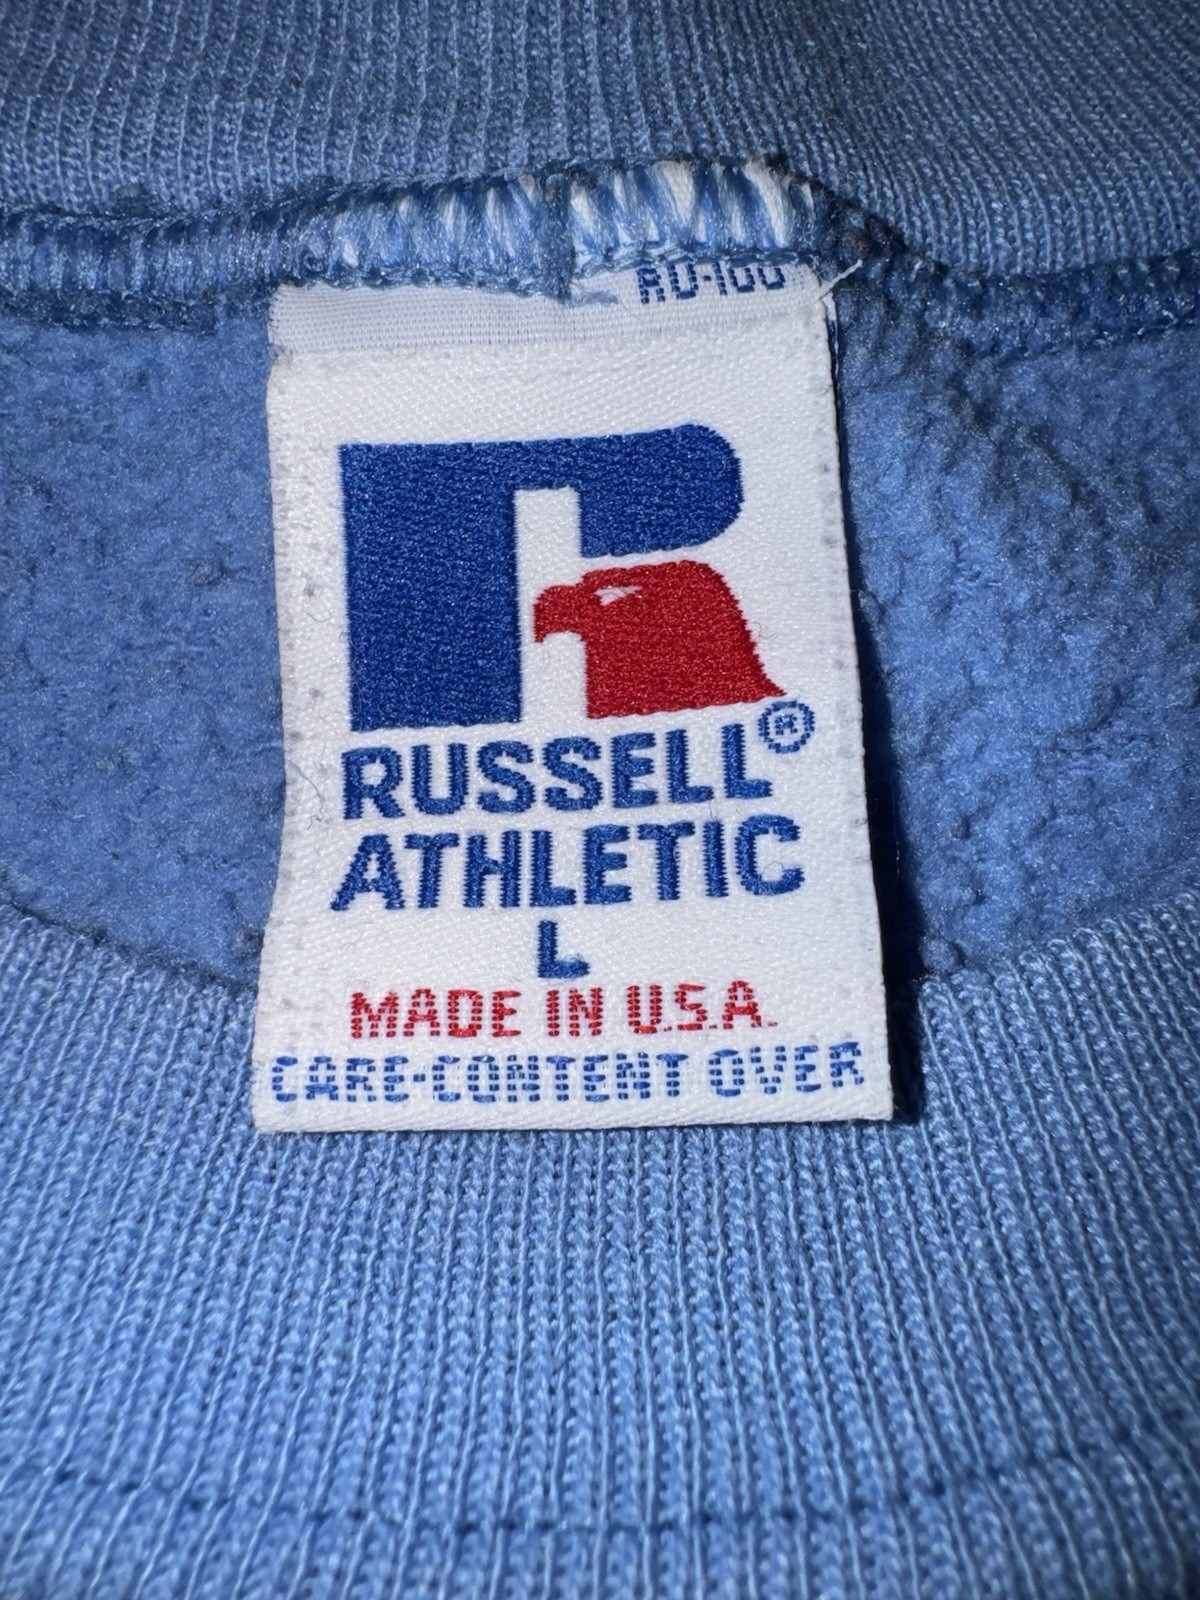 RUSSELL®
ATHLETIC
L
MADE IN U.S.A.
CARE-CONTENT OVER